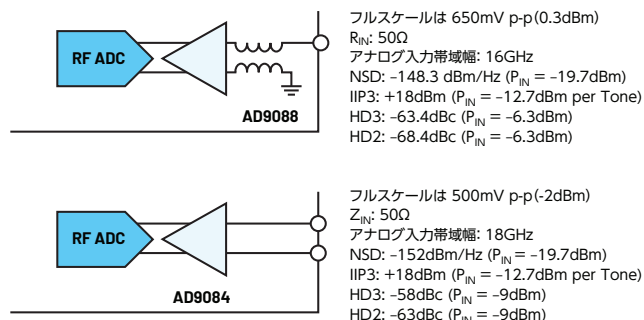 RF ADC
AD9088
フルスケールは 650mV p-p(0.3dBm)
RIN: 50Ω
アナログ入力帯域幅: 16GHz
NSD: –148.3 dBm/Hz (PIN = –19.7dBm)
IIP3: +18dBm (PIN = –12.7dBm per Tone)
HD3: –63.4dBc (PIN = –6.3dBm)
HD2: –68.4dBc (PIN = –6.3dBm)
RF ADC
AD9084
フルスケールは 500mV p-p(-2dBm)
ZIN: 50Ω
アナログ入力帯域幅: 18GHz
NSD: –152dBm/Hz (PIN = –19.7dBm)
IIP3: +18dBm (PIN = –12.7dBm per Tone)
HD3: –58dBc (PIN = –9dBm)
HD2: –63dBc (PIN = –9dBm)